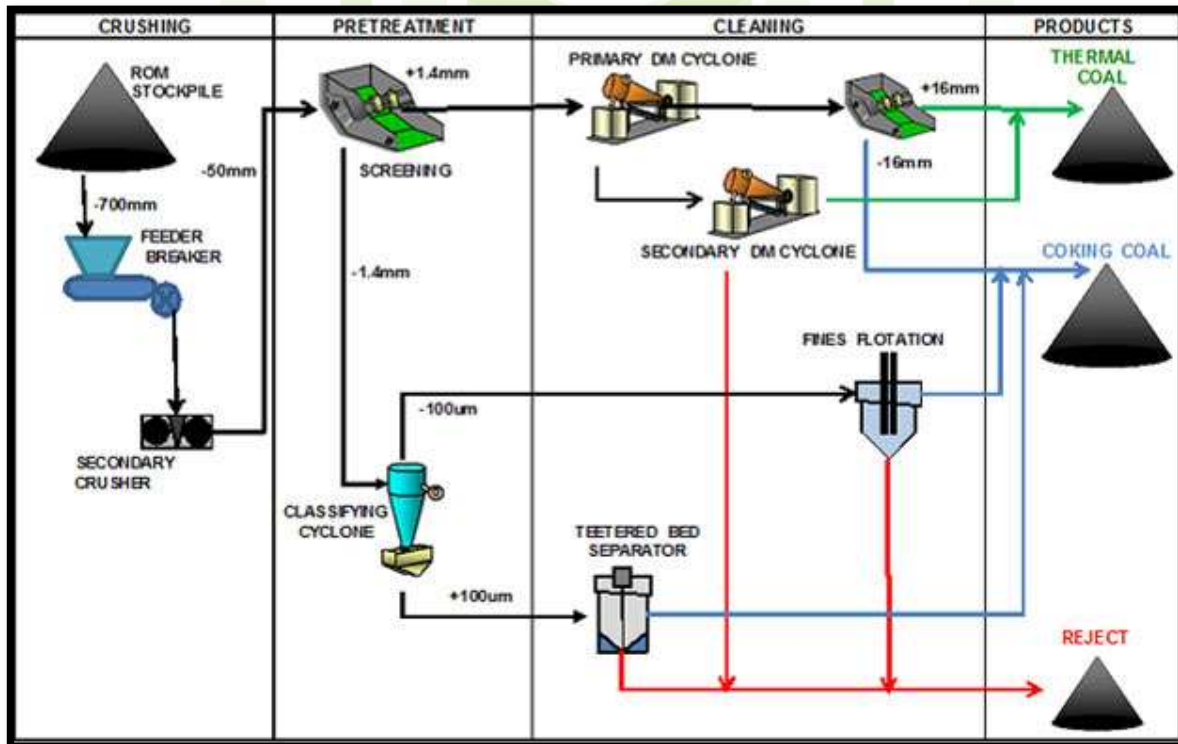 CRUSHING
PRETREATMENT
CLEANING
PRODUCTS
ROM
STOCKPILE
-700mm
FEEDER
BREAKER
SECONDARY
CRUSHER
-50mm
+1.4mm
SCREENING
-1.4mm
CLASSIFYING
CYCLONE
-100um
+100um
PRIMARY DM CYCLONE
SECONDARY DM CYCLONE
+16mm
-16mm
FINES FLOTATION
TEETERED BED
SEPARATOR
THERMAL
COAL
COKING COAL
REJECT